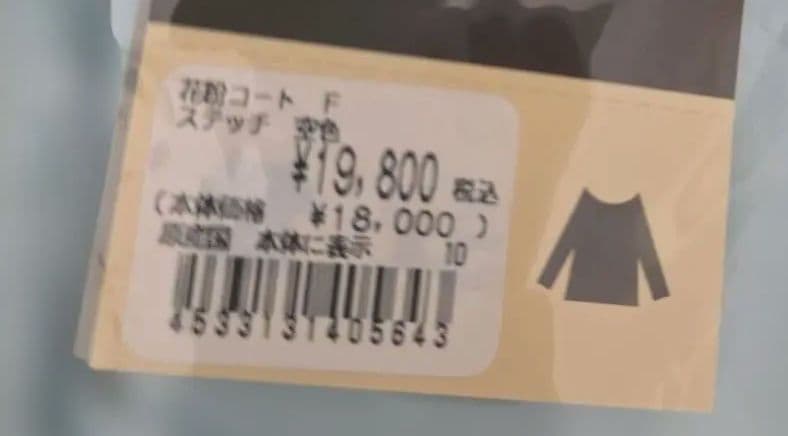 花粉コート F
ステッチ 空色
¥19,800 税込
(本体価格 ¥18,000)
原産国 本体に表示 10
4533131405643